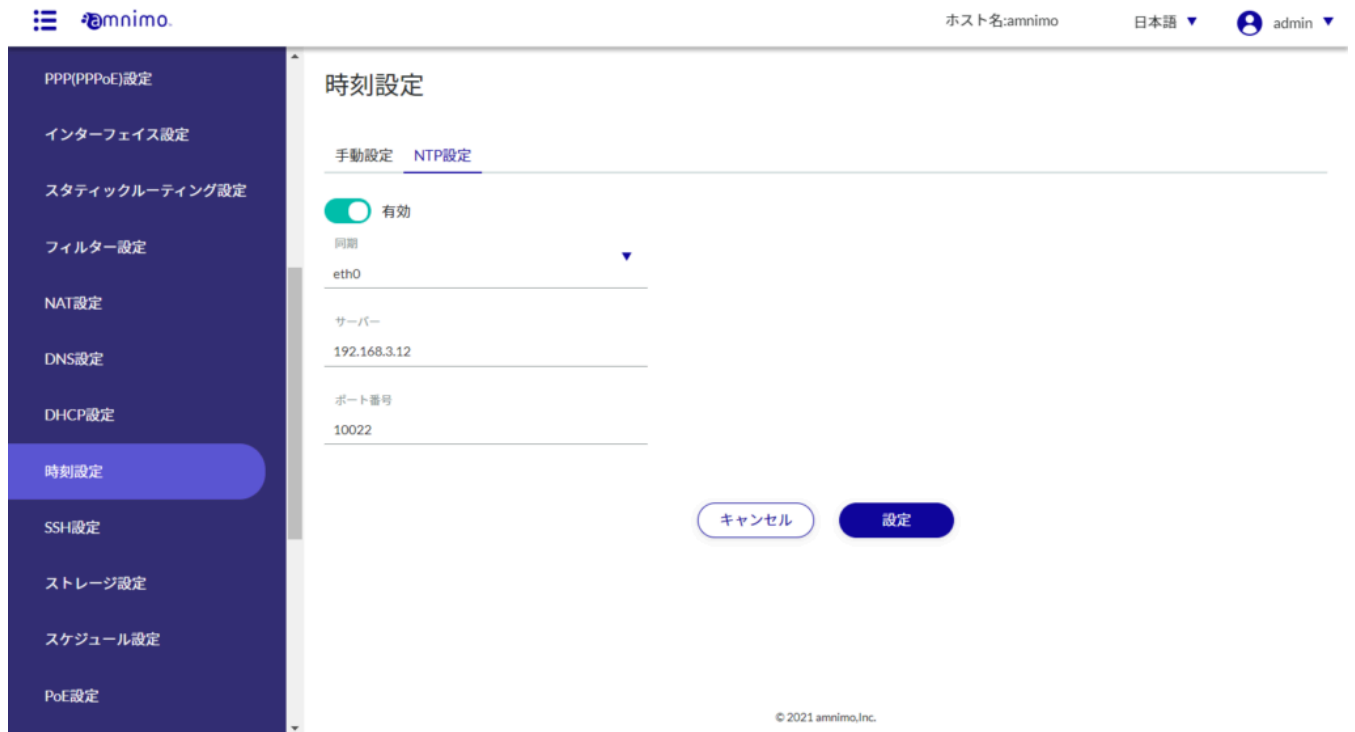 amnimo.
ホスト名:amnimo
日本語 ▼
admin ▼
PPP(PPPoE)設定
インターフェイス設定
スタティックルーティング設定
フィルター設定
NAT設定
DNS設定
DHCP設定
時刻設定
SSH設定
ストレージ設定
スケジュール設定
PoE設定
時刻設定
手動設定 NTP設定
有効
同期
eth0
サーバー
192.168.3.12
ポート番号
10022
キャンセル 設定
© 2021 amnimo,Inc.